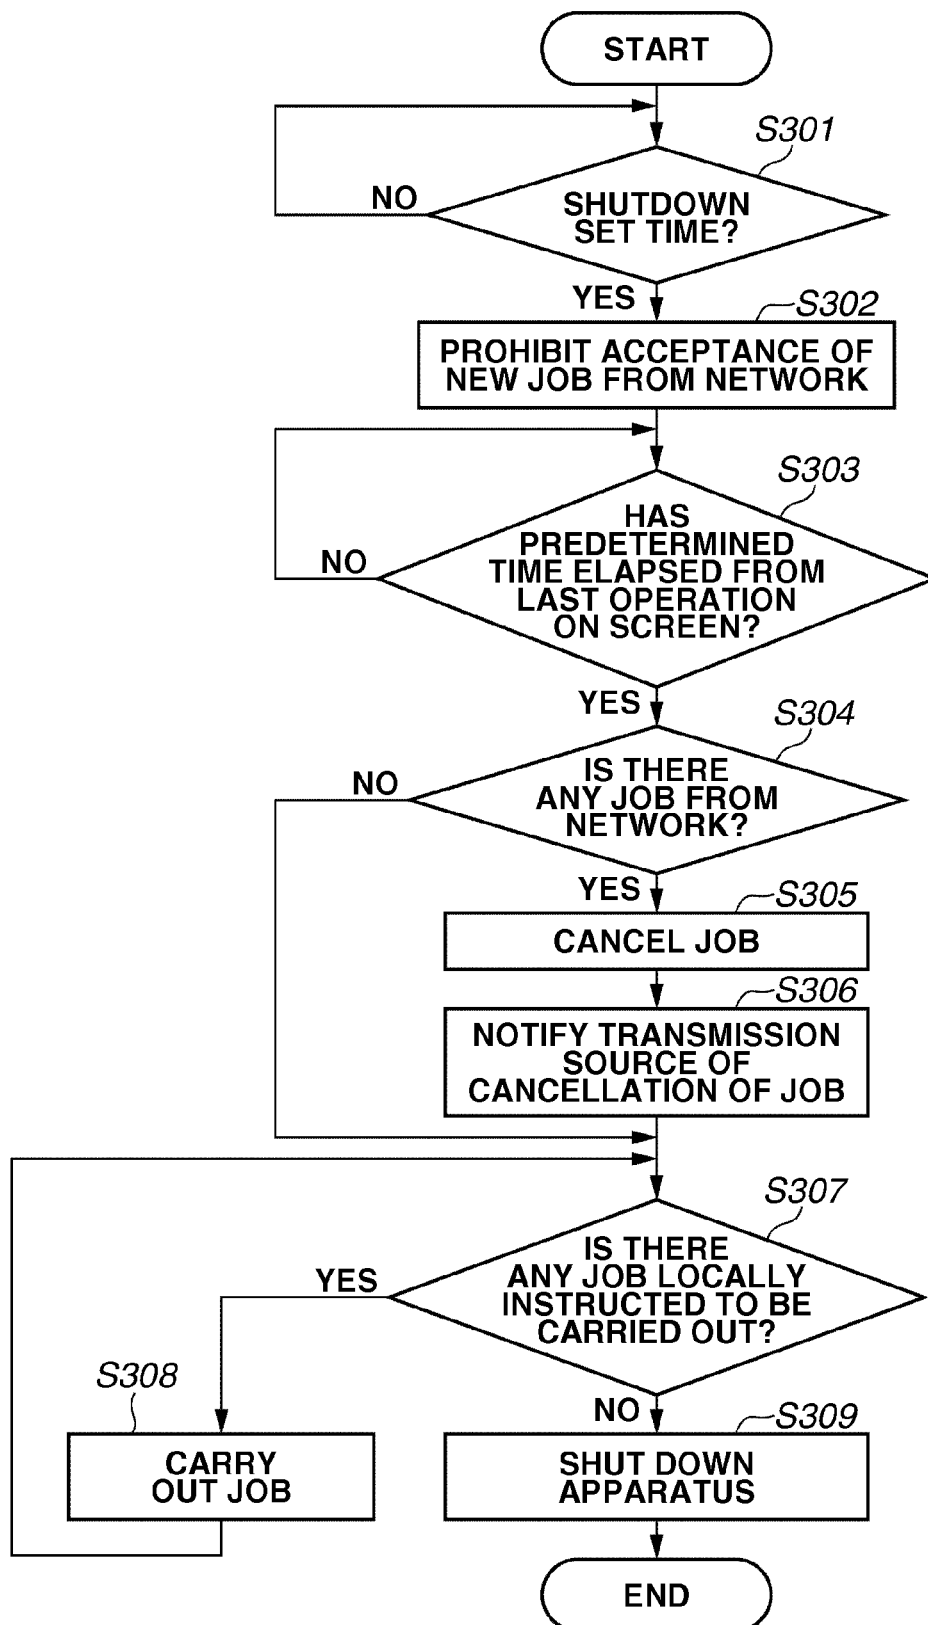 START
S301
NO
SHUTDOWN
SET TIME?
YES
S302
PROHIBIT ACCEPTANCE OF
NEW JOB FROM NETWORK
S303
HAS
PREDETERMINED
TIME ELAPSED FROM
LAST OPERATION
ON SCREEN?
NO
YES
S304
NO
IS THERE
ANY JOB FROM
NETWORK?
YES
S305
CANCEL JOB
S306
NOTIFY TRANSMISSION
SOURCE OF
CANCELLATION OF JOB
S307
YES
IS THERE
ANY JOB LOCALLY
INSTRUCTED TO BE
CARRIED OUT?
S308
CARRY
OUT JOB
NO
S309
SHUT DOWN
APPARATUS
END